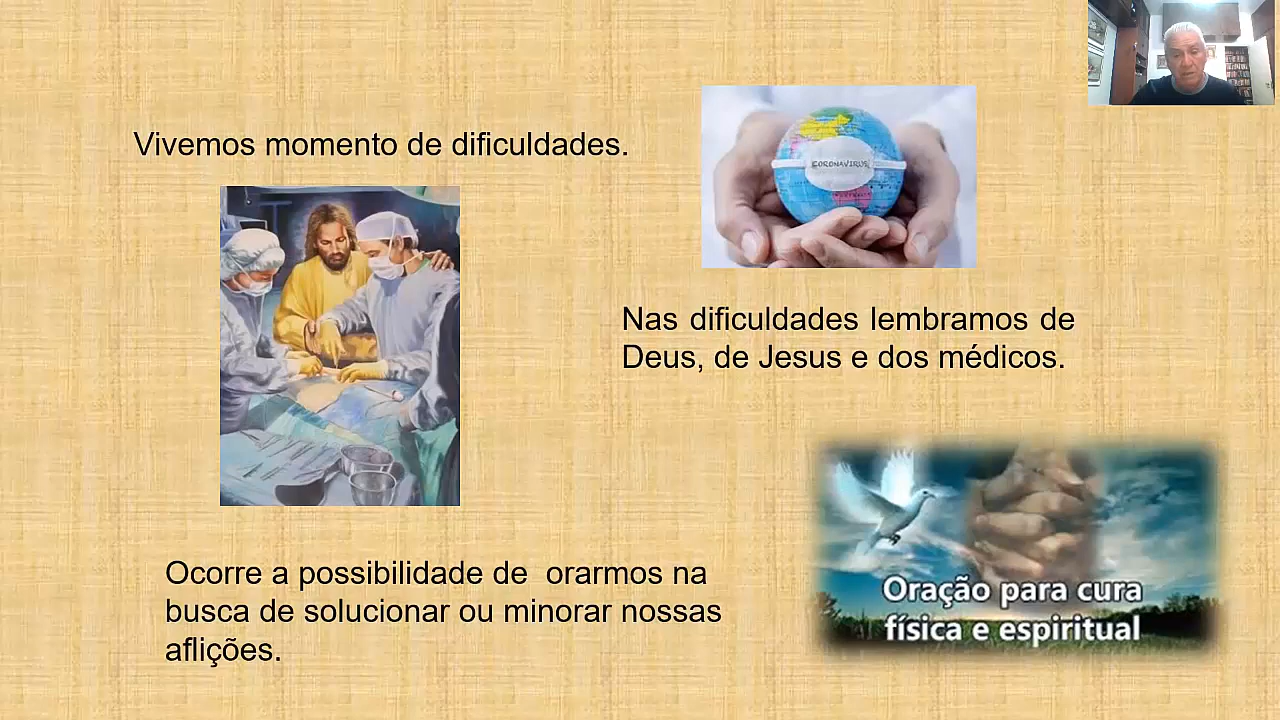 Vivemos momento de dificuldades.
CORONAVIRUS
Nas dificuldades lembramos de
Deus, de Jesus e dos médicos.
Ocorre a possibilidade de orarmos na
busca de solucionar ou minorar nossas
aflições.
Oração para cura
física e espiritual